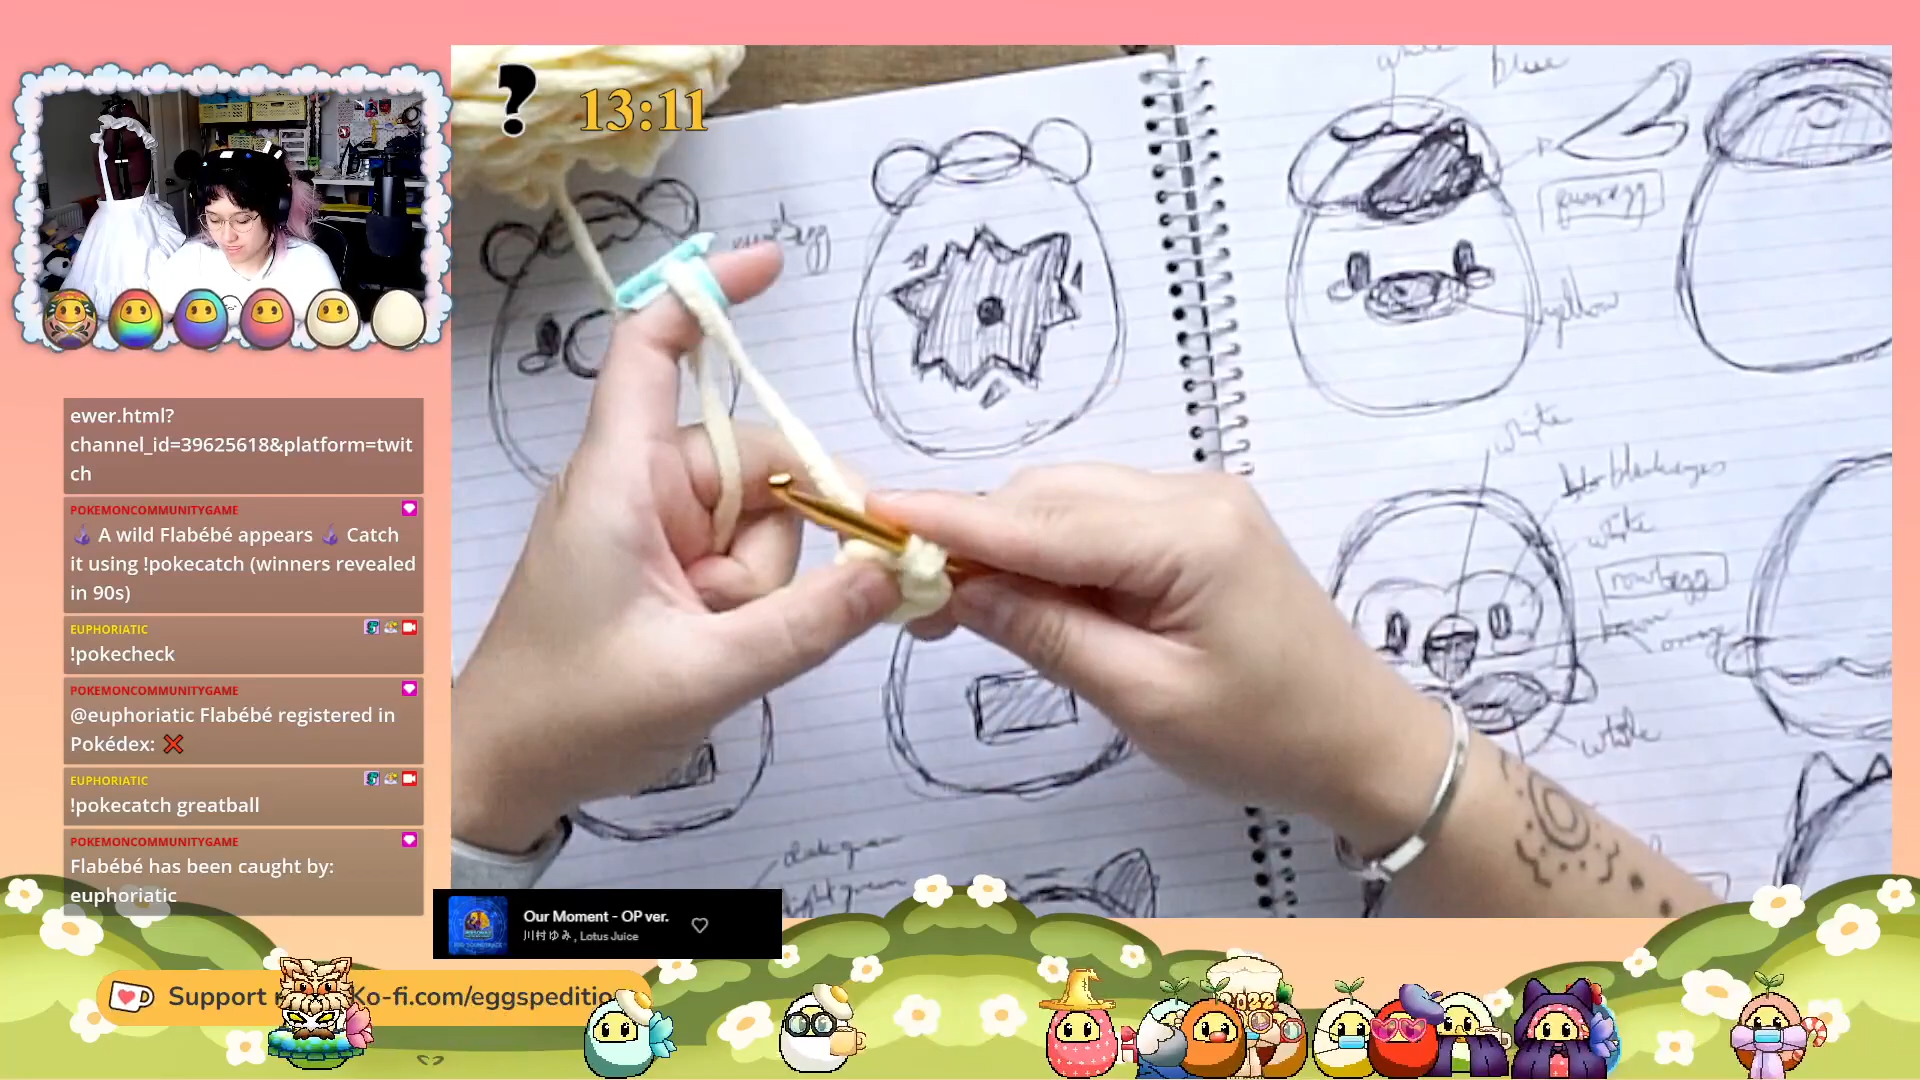 13:11
blue
yellow
white
white
white
ewer.html?
channel_id=39625618&platform=twit
ch
POKEMONCOMMUNITYGAME
A wild Flabébé appears Catch
it using !pokecatch (winners revealed
in 90s)
EUPHORIATIC
!pokecheck
POKEMONCOMMUNITYGAME
@euphoriatic Flabébé registered in
Pokédex: ❌
EUPHORIATIC
!pokecatch greatball
POKEMONCOMMUNITYGAME
Flabébé has been caught by:
euphoriatic
Our Moment - OP ver.
川村ゆみ, Lotus Juice
Support Ko-fi.com/eggspeditio
2022